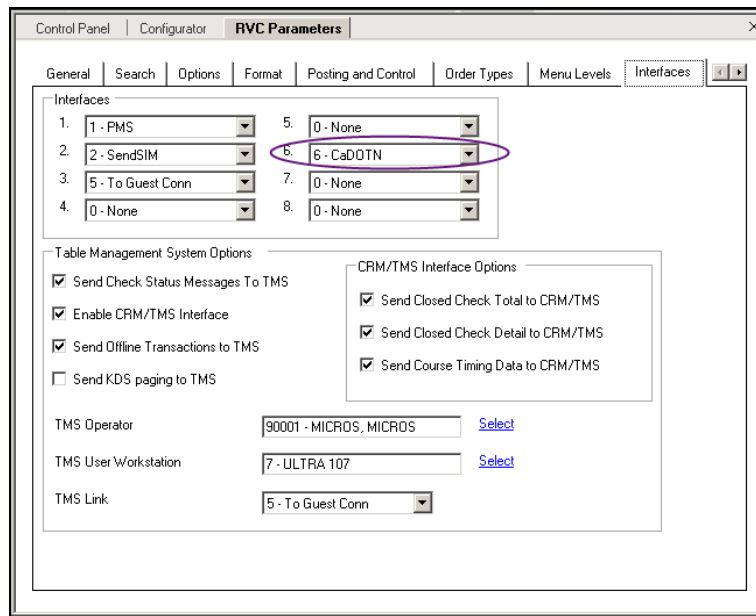 Control Panel | Configurator RVC Parameters
General Search Options Format Posting and Control Order Types Menu Levels Interfaces
Interfaces
1. 1 - PMS 5. 0 - None
2. 2 - SendSIM 6. 6 - CaDOTN
3. 5 - To Guest Conn 7. 0 - None
4. 0 - None 8. 0 - None
Table Management System Options
CRM/TMS Interface Options
Send Check Status Messages To TMS
Send Closed Check Total to CRM/TMS
Enable CRM/TMS Interface
Send Closed Check Detail to CRM/TMS
Send Offline Transactions to TMS
Send Course Timing Data to CRM/TMS
Send KDS paging to TMS
TMS Operator 90001 - MICROS, MICROS Select
TMS User Workstation 7 - ULTRA 107 Select
TMS Link 5 - To Guest Conn